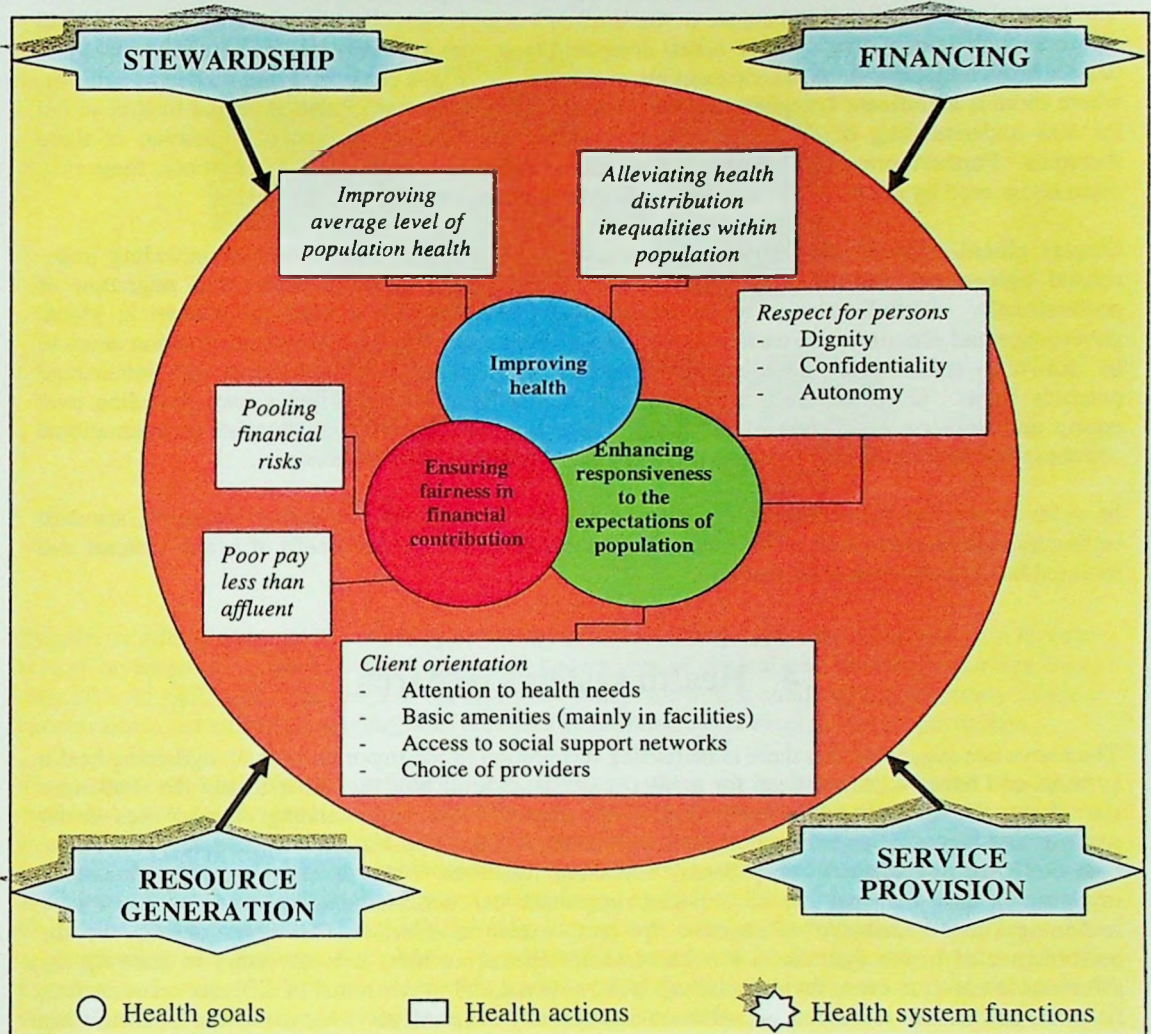 STEWARDSHIP
FINANCING
Improving
average level of
population health
Alleviating health
distribution
inequalities within
population
Respect for persons
- Dignity
- Confidentiality
- Autonomy
Improving
health
Pooling
financial
risks
Ensuring
fairness in
financial
contribution
Enhancing
responsiveness
to the
expectations of
population
Poor pay
less than
affluent
Client orientation
- Attention to health needs
- Basic amenities (mainly in facilities)
- Access to social support networks
- Choice of providers
RESOURCE
GENERATION
SERVICE
PROVISION
Health goals
Health actions
Health system functions